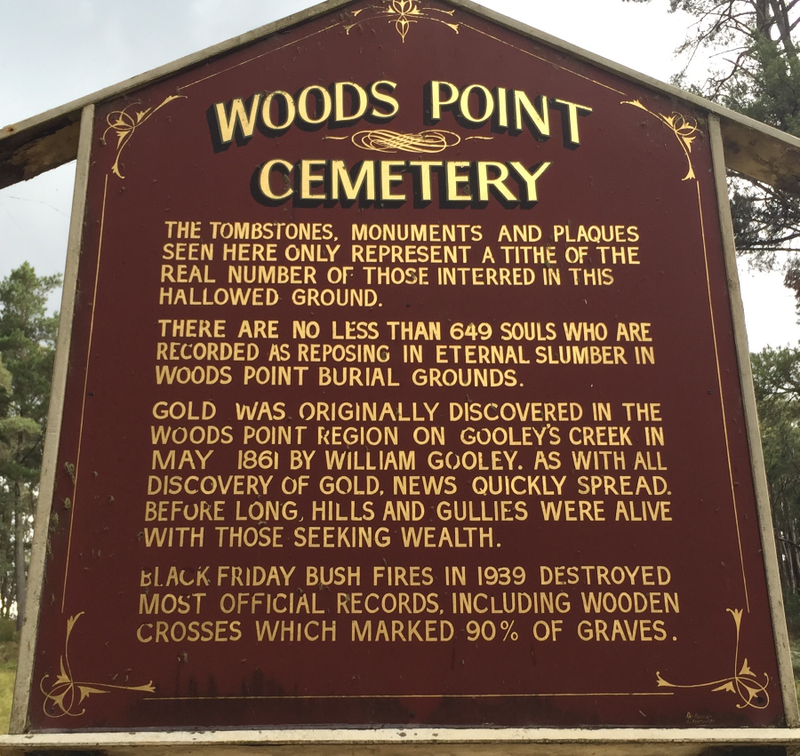 WOODS POINT
CEMETERY
THE TOMBSTONES, MONUMENTS AND PLAQUES
SEEN HERE ONLY REPRESENT A TITHE OF THE
REAL NUMBER OF THOSE INTERRED IN THIS
HALLOWED GROUND.
THERE ARE NO LESS THAN 649 SOULS WHO ARE
RECORDED AS REPOSING IN ETERNAL SLUMBER IN
WOODS POINT BURIAL GROUNDS.
GOLD WAS ORIGINALLY DISCOVERED IN THE
WOODS POINT REGION ON GOOLEY'S CREEK IN
MAY 1861 BY WILLIAM GOOLEY. AS WITH ALL
DISCOVERY OF GOLD, NEWS QUICKLY SPREAD.
BEFORE LONG, HILLS AND GULLIES WERE ALIVE
WITH THOSE SEEKING WEALTH.
BLACK FRIDAY BUSH FIRES IN 1939 DESTROYED
MOST OFFICIAL RECORDS, INCLUDING WOODEN
CROSSES WHICH MARKED 90% OF GRAVES.